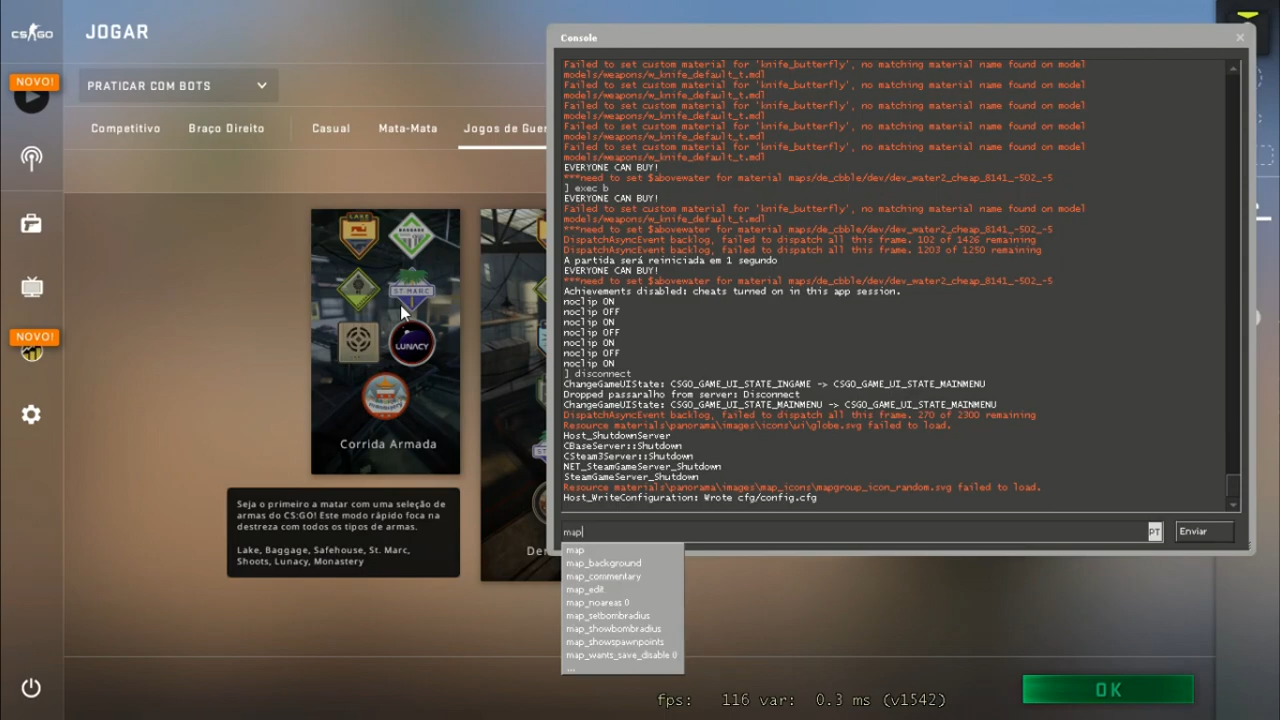 CS:GO
JOGAR
NOVO!
PRATICAR COM BOTS
Competitivo
Braço Direito
Casual
Mata-Mata
Jogos de Guer
NOVO!
LAKE
BAGGAGE
ST. MARC
LUNACY
Corrida Armada
Seja o primeiro a matar com uma seleção de
armas do CS:GO! Este modo rápido foca na
destreza com todos os tipos de armas.
Lake, Baggage, Safehouse, St. Marc,
Shoots, Lunacy, Monastery
Console
Failed to set custom material for 'knife_butterfly', no matching material name found on model
models/weapons/w_knife_default_t.mdl
Failed to set custom material for 'knife_butterfly', no matching material name found on model
models/weapons/w_knife_default_t.mdl
Failed to set custom material for 'knife_butterfly', no matching material name found on model
models/weapons/w_knife_default_t.mdl
Failed to set custom material for 'knife_butterfly', no matching material name found on model
models/weapons/w_knife_default_t.mdl
Failed to set custom material for 'knife_butterfly', no matching material name found on model
models/weapons/w_knife_default_t.mdl
EVERYONE CAN BUY!
***need to set $abovewater for material maps/de_cbble/dev/dev_water2_cheap_8141_-502_-5
] exec b
EVERYONE CAN BUY!
Failed to set custom material for 'knife_butterfly', no matching material name found on model
models/weapons/w_knife_default_t.mdl
***need to set $abovewater for material maps/de_cbble/dev/dev_water2_cheap_8141_-502_-5
DispatchAsyncEvent backlog, failed to dispatch all this frame. 102 of 1426 remaining
DispatchAsyncEvent backlog, failed to dispatch all this frame. 1203 of 1250 remaining
A partida será reiniciada em 1 segundo
EVERYONE CAN BUY!
***need to set $abovewater for material maps/de_cbble/dev/dev_water2_cheap_8141_-502_-5
Achievements disabled: cheats turned on in this app session.
noclip ON
noclip OFF
noclip ON
noclip OFF
noclip ON
noclip OFF
noclip ON
] disconnect
ChangeGameUIState: CSGO_GAME_UI_STATE_INGAME -> CSGO_GAME_UI_STATE_MAINMENU
Dropped passaralho from server: Disconnect
ChangeGameUIState: CSGO_GAME_UI_STATE_MAINMENU -> CSGO_GAME_UI_STATE_MAINMENU
DispatchAsyncEvent backlog, failed to dispatch all this frame. 270 of 2300 remaining
Resource materials\panorama\images\icons\ui\globe.svg failed to load.
Host_ShutdownServer
CBaseServer::Shutdown
CSteam3Server::Shutdown
NET_SteamGameServer_Shutdown
SteamGameServer_Shutdown
Resource materials\panorama\images\map_icons\mapgroup_icon_random.svg failed to load.
Host_WriteConfiguration: Wrote cfg/config.cfg
map
PT
Enviar
map
map_background
map_commentary
map_edit
map_noareas 0
map_setbombradius
map_showbombradius
map_showspawnpoints
map_wants_save_disable 0
...
De
OK
fps: 116 var: 0.3 ms (v1542)